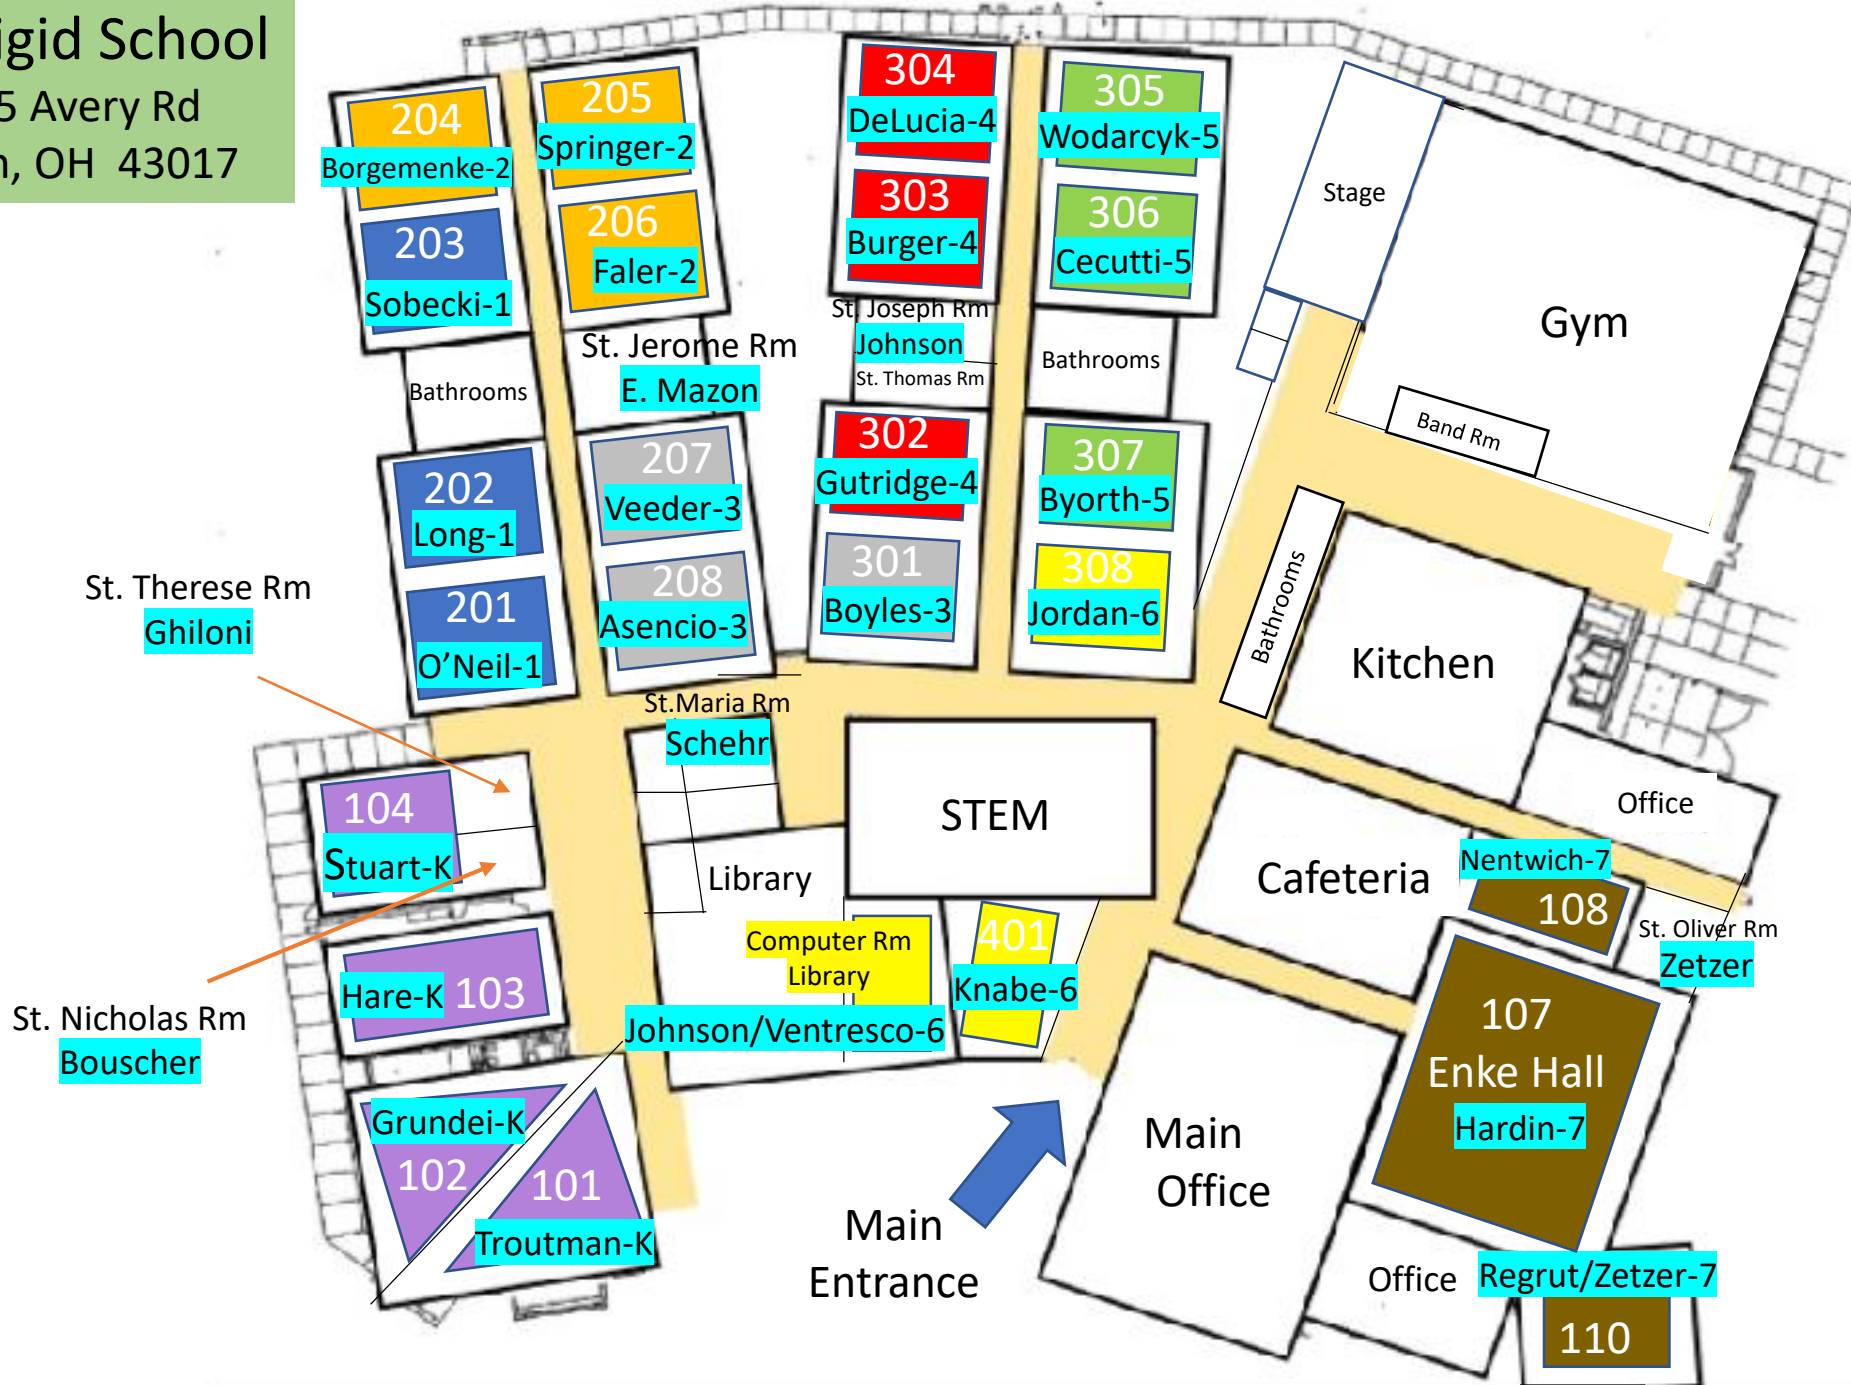 igid School
5 Avery Rd
n, OH 43017
204
Borgemenke-2
203
Sobecki-1
Bathrooms
202
Long-1
201
O’Neil-1
205
Springer-2
206
Faler-2
St. Jerome Rm
E. Mazon
207
Veeder-3
208
Asencio-3
304
DeLucia-4
303
Burger-4
St. Joseph Rm
Johnson
St. Thomas Rm
302
Gutridge-4
301
Boyles-3
305
Wodarcyk-5
306
Cecutti-5
Bathrooms
307
Byorth-5
308
Jordan-6
Stage
Gym
Band Rm
Bathrooms
Kitchen
Office
St. Therese Rm
Ghiloni
St.Maria Rm
Schehr
104
Stuart-K
Hare-K 103
St. Nicholas Rm
Bouscher
Grundei-K
102
101
Troutman-K
STEM
Library
Computer Rm
Library
Johnson/Ventresco-6
401
Knabe-6
Cafeteria
Nentwich-7
108
St. Oliver Rm
Zetzer
107
Enke Hall
Hardin-7
Main
Office
Main
Entrance
Office
Regrut/Zetzer-7
110